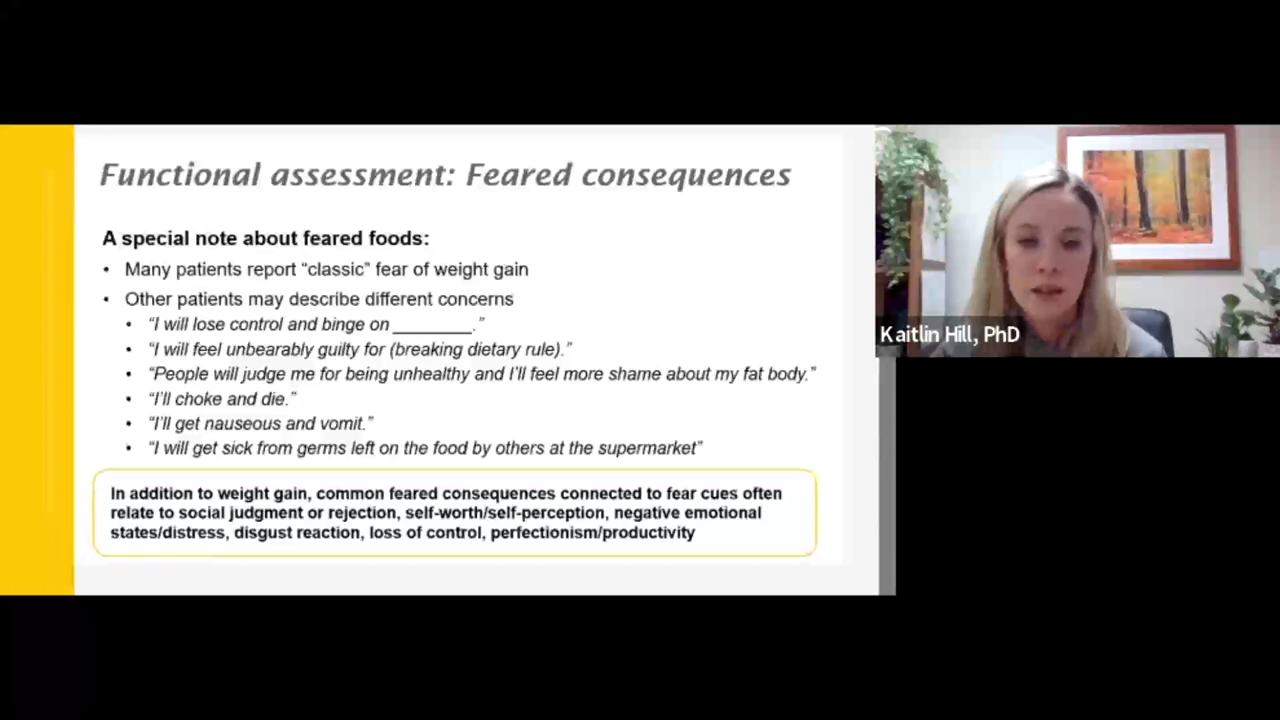 Functional assessment: Feared consequences
A special note about feared foods:
• Many patients report “classic” fear of weight gain
• Other patients may describe different concerns
• “I will lose control and binge on ________.”
• “I will feel unbearably guilty for (breaking dietary rule).”
• “People will judge me for being unhealthy and I’ll feel more shame about my fat body.”
• “I’ll choke and die.”
• “I’ll get nauseous and vomit.”
• “I will get sick from germs left on the food by others at the supermarket”
In addition to weight gain, common feared consequences connected to fear cues often
relate to social judgment or rejection, self-worth/self-perception, negative emotional
states/distress, disgust reaction, loss of control, perfectionism/productivity
Kaitlin Hill, PhD